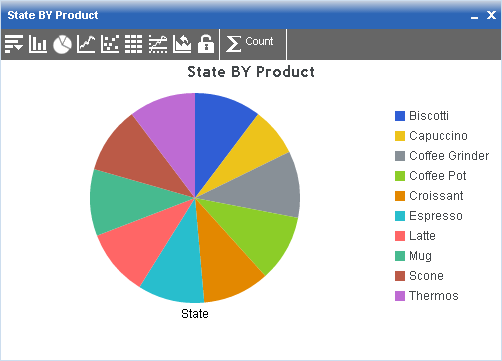 State BY Product
Σ Count
State BY Product
Biscotti
Capuccino
Coffee Grinder
Coffee Pot
Croissant
Espresso
Latte
Mug
Scone
Thermos
State